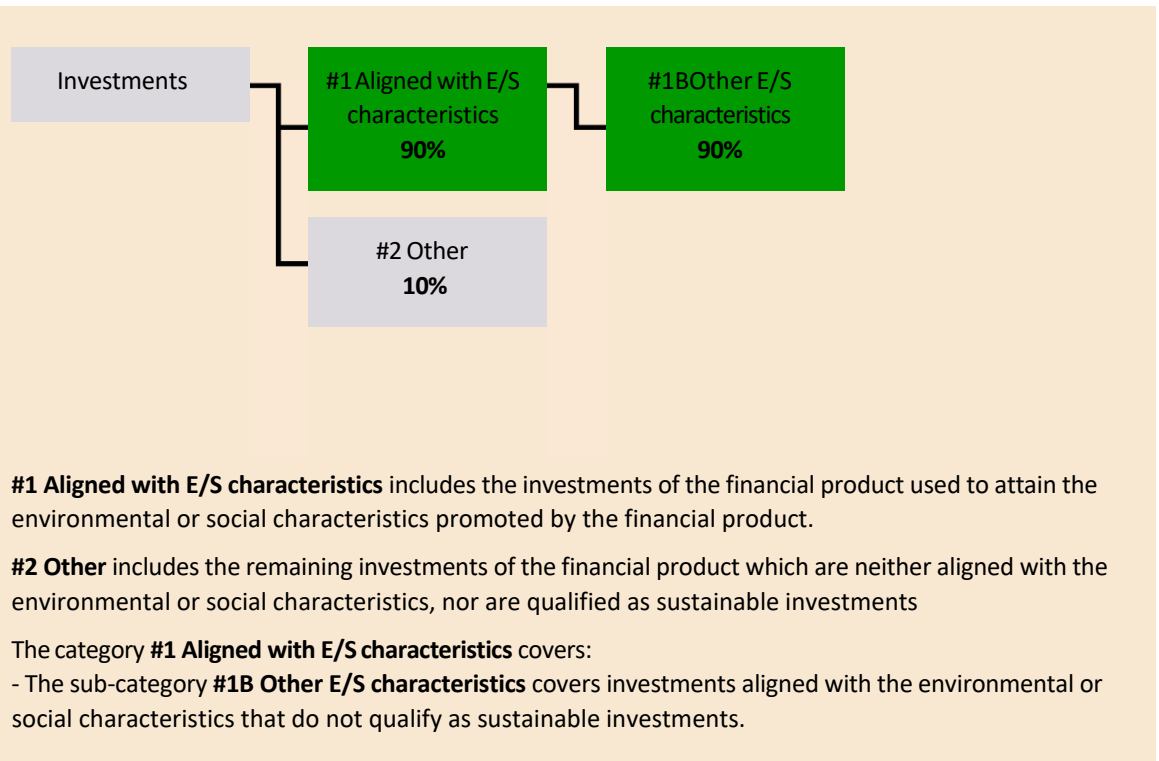 Investments
#1 Aligned with E/S
characteristics
90%
#1BOther E/S
characteristics
90%
#2 Other
10%
#1 Aligned with E/S characteristics includes the investments of the financial product used to attain the
environmental or social characteristics promoted by the financial product.
#2 Other includes the remaining investments of the financial product which are neither aligned with the
environmental or social characteristics, nor are qualified as sustainable investments
The category #1 Aligned with E/S characteristics covers:
- The sub-category #1B Other E/S characteristics covers investments aligned with the environmental or
social characteristics that do not qualify as sustainable investments.